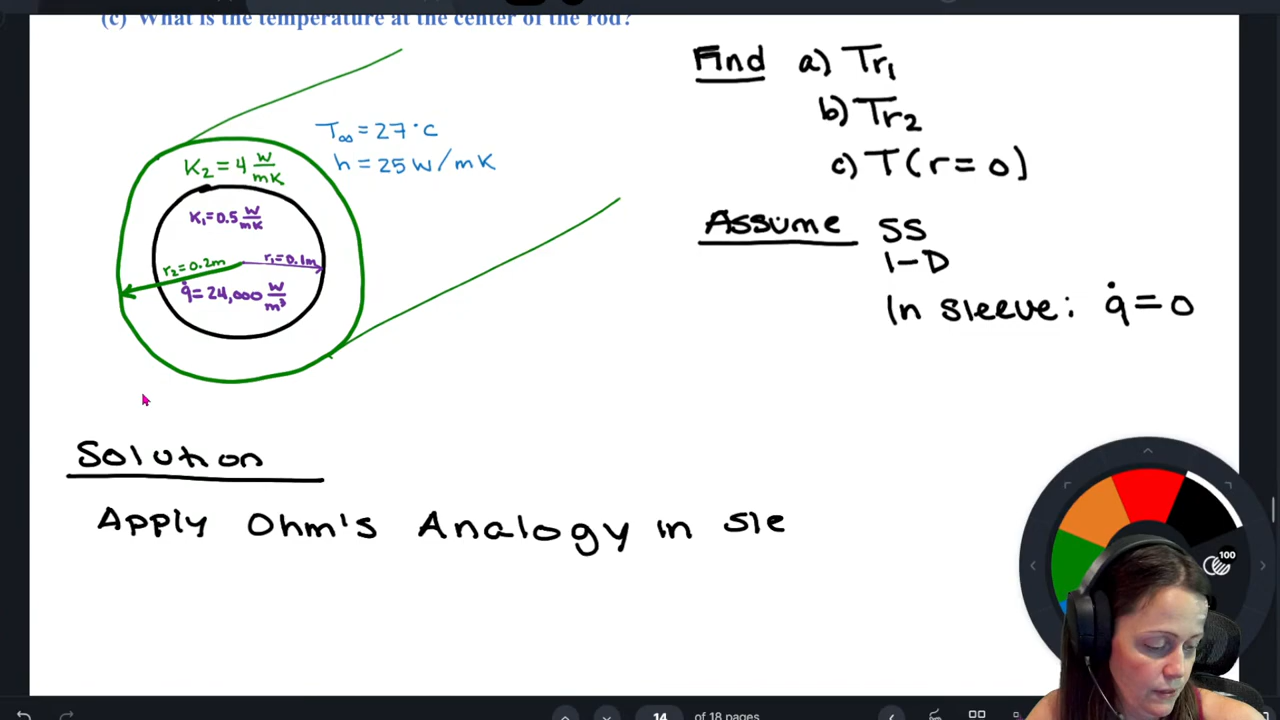 (c) What is the temperature at the center of the rod?
T∞ = 27°C
h = 25 W/mK
K₂ = 4 W/mK
K₁ = 0.5 W/mK
r₂ = 0.2m
r₁ = 0.1m
q̇ = 24,000 W/m³
Find a) Tr₁
b) Tr₂
c) T(r = 0)
Assume SS
1-D
In sleeve: q̇ = 0
Solution
Apply Ohm's Analogy in sle
100
14 of 18 pages